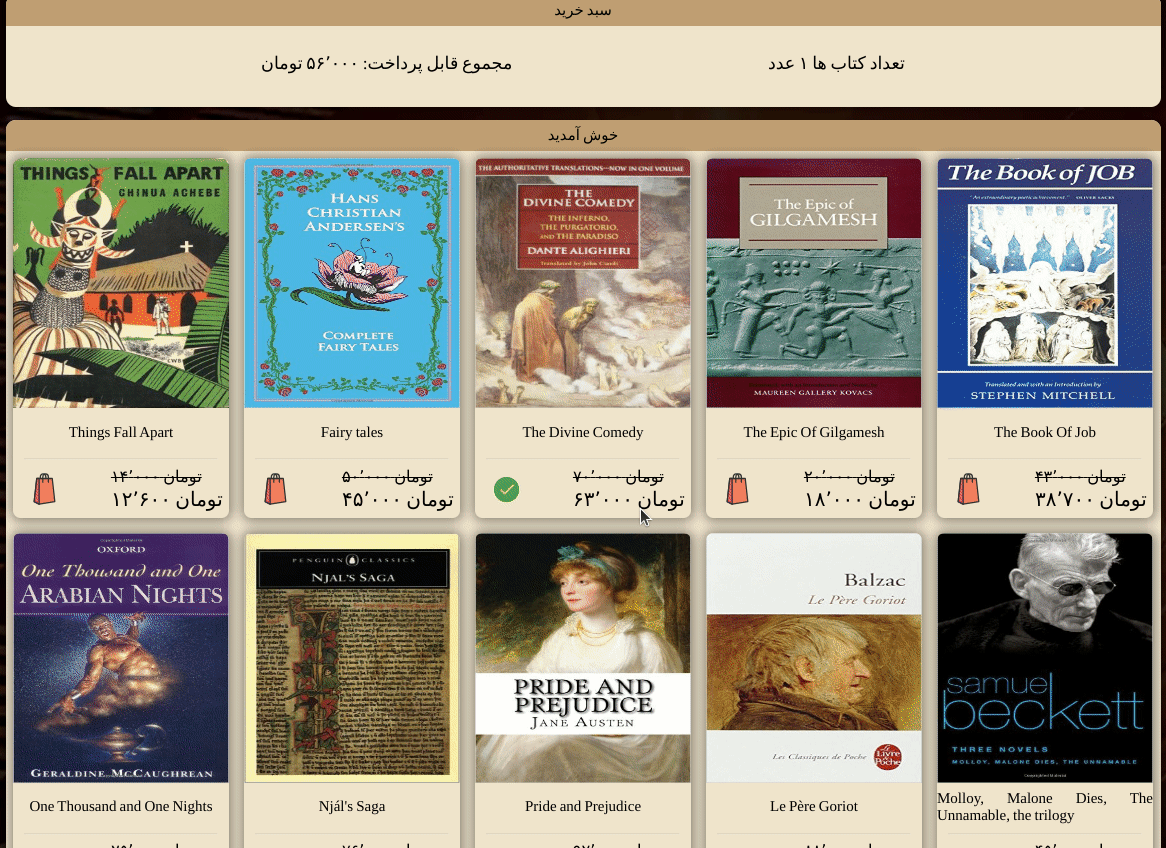 سبد خرید
تعداد کتاب ها ۱ عدد
مجموع قابل پرداخت: ۵۶٬۰۰۰ تومان
خوش آمدید
THINGS FALL APART
CHINUA ACHEBE
Things Fall Apart
۱۴٬۰۰۰ تومان
۱۲٬۶۰۰ تومان
HANS
CHRISTIAN
ANDERSEN'S
COMPLETE
FAIRY TALES
Fairy tales
۵۰٬۰۰۰ تومان
۴۵٬۰۰۰ تومان
THE AUTHORITATIVE TRANSLATIONS—NOW IN ONE VOLUME
THE
DIVINE COMEDY
THE INFERNO,
THE PURGATORIO,
AND THE PARADISO
DANTE ALIGHIERI
Translated by John Ciardi
The Divine Comedy
۷۰٬۰۰۰ تومان
۶۳٬۰۰۰ تومان
The Epic of
GILGAMESH
MAUREEN GALLERY KOVACS
The Epic Of Gilgamesh
۲۰٬۰۰۰ تومان
۱۸٬۰۰۰ تومان
The Book of JOB
"An extraordinary poetic achievement." OLIVER SACKS
Translated and with an Introduction by
STEPHEN MITCHELL
The Book Of Job
۴۳٬۰۰۰ تومان
۳۸٬۷۰۰ تومان
OXFORD
One Thousand and One
ARABIAN NIGHTS
GERALDINE McCAUGHREAN
One Thousand and One Nights
PENGUIN CLASSICS
NJAL'S SAGA
Njál's Saga
PRIDE AND
PREJUDICE
JANE AUSTEN
Pride and Prejudice
Balzac
Le Père Goriot
Les Classiques de Poche
Le Livre de Poche
Le Père Goriot
samuel
beckett
THREE NOVELS
MOLLOY, MALONE DIES, THE UNNAMABLE
Molloy, Malone Dies, The
Unnamable, the trilogy